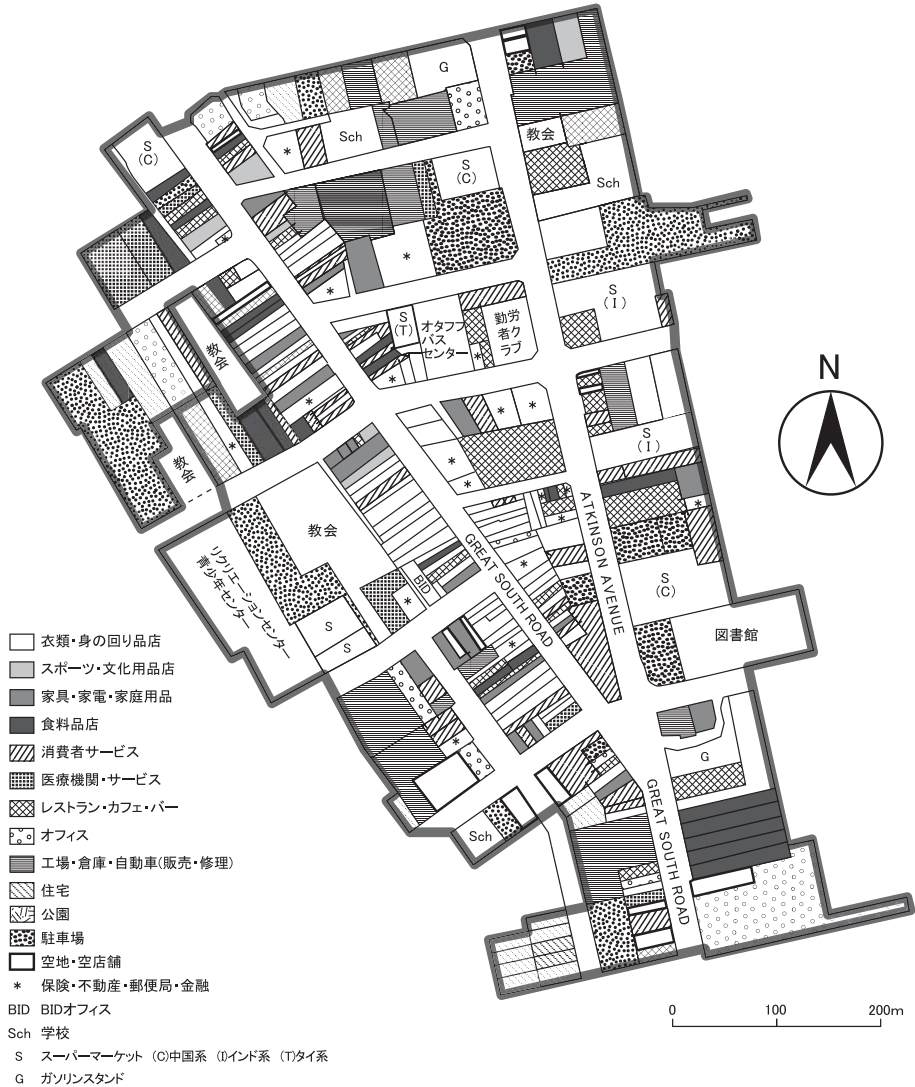 G
S
(C)
Sch
教会
Sch
*
S
(C)
*
*
*
S
(T)
オタフフ
バス
センター
勤労
者ク
ラブ
S
(I)
教会
*
*
*
教会
*
*
*
*
*
S
(I)
*
*
*
N
ATKINSON AVENUE
教会
リクリエーションセンター
青少年センター
BID
*
GREAT SOUTH ROAD
*
S
(C)
図書館
S
S
*
G
Sch
GREAT SOUTH ROAD
衣類・身の回り品店
スポーツ・文化用品店
家具・家電・家庭用品
食料品店
消費者サービス
医療機関・サービス
レストラン・カフェ・バー
オフィス
工場・倉庫・自動車(販売・修理)
住宅
公園
駐車場
空地・空店舗
* 保険・不動産・郵便局・金融
BID BIDオフィス
Sch 学校
S スーパーマーケット (C)中国系 (I)インド系 (T)タイ系
G ガソリンスタンド
0 100 200m